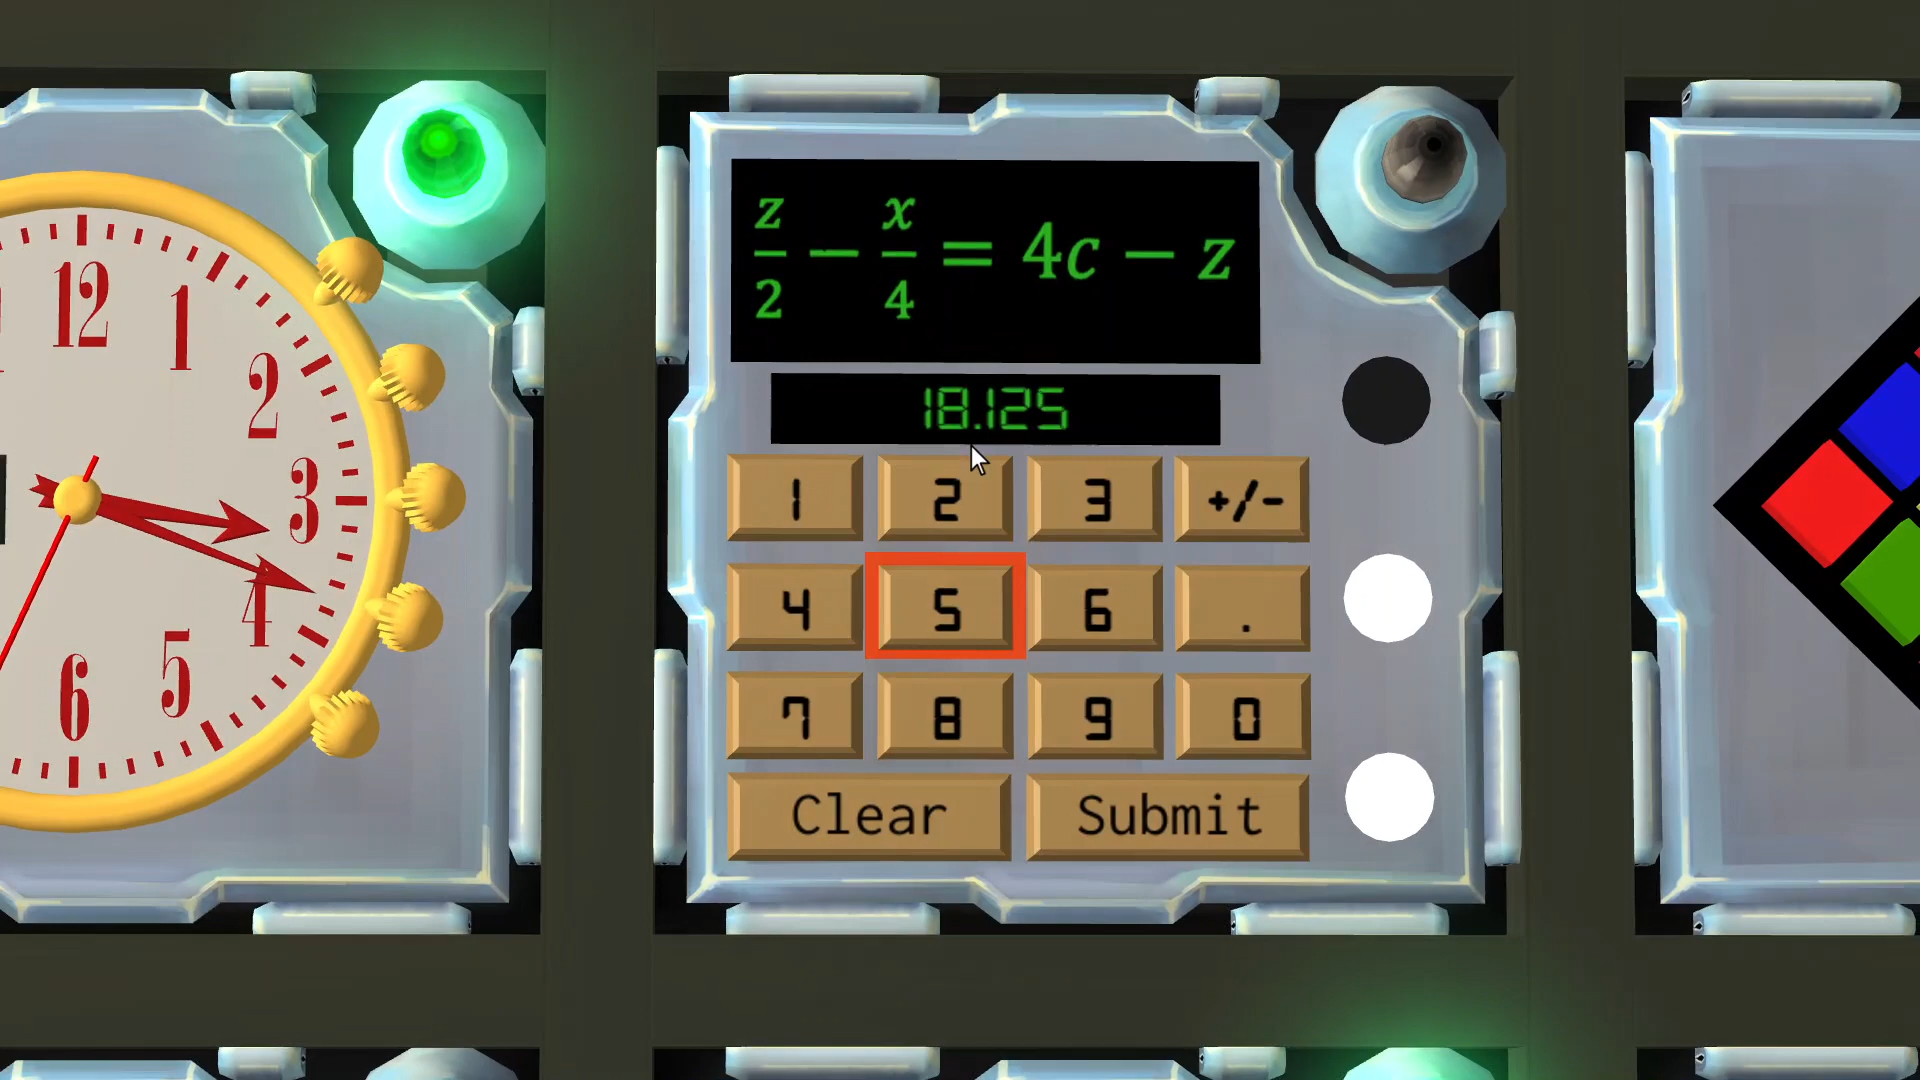 12
1
2
3
4
5
6
z/2 − x/4 = 4c − z
18.125
1 2 3 +/-
4 5 6 .
7 8 9 0
Clear Submit